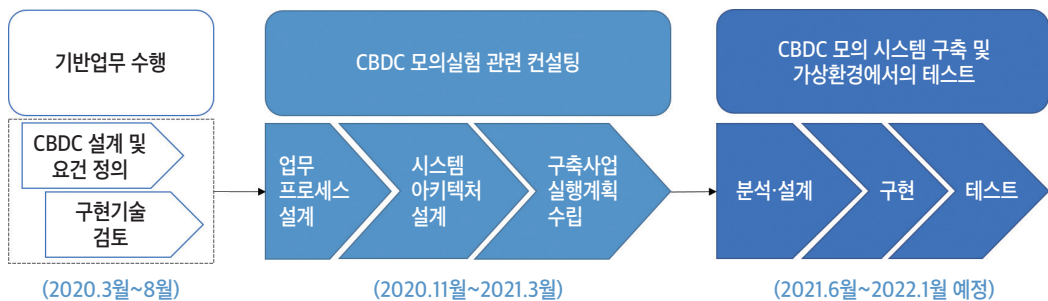 기반업무 수행
CBDC 설계 및
요건 정의
구현기술
검토
(2020.3월~8월)
CBDC 모의실험 관련 컨설팅
업무
프로세스
설계
시스템
아키텍처
설계
구축사업
실행계획
수립
(2020.11월~2021.3월)
CBDC 모의 시스템 구축 및
가상환경에서의 테스트
분석·설계
구현
테스트
(2021.6월~2022.1월 예정)